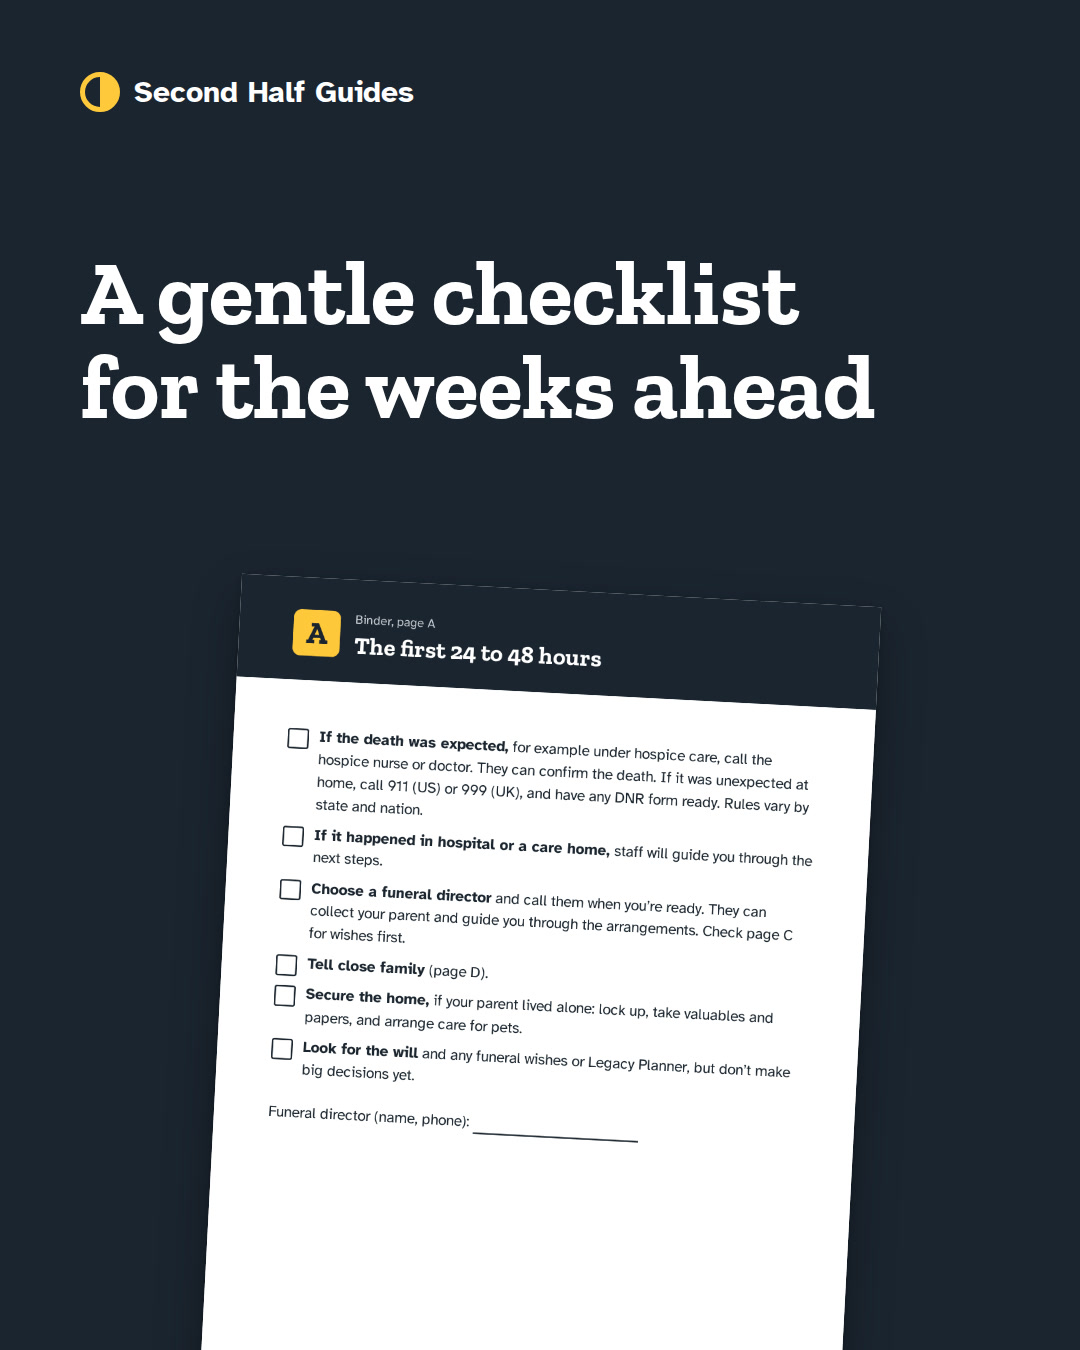 Second Half Guides
A gentle checklist
for the weeks ahead
A
Binder, page A
The first 24 to 48 hours
If the death was expected, for example under hospice care, call the
hospice nurse or doctor. They can confirm the death. If it was unexpected at
home, call 911 (US) or 999 (UK), and have any DNR form ready. Rules vary by
state and nation.
If it happened in hospital or a care home, staff will guide you through the
next steps.
Choose a funeral director and call them when you’re ready. They can
collect your parent and guide you through the arrangements. Check page C
for wishes first.
Tell close family (page D).
Secure the home, if your parent lived alone: lock up, take valuables and
papers, and arrange care for pets.
Look for the will and any funeral wishes or Legacy Planner, but don’t make
big decisions yet.
Funeral director (name, phone):